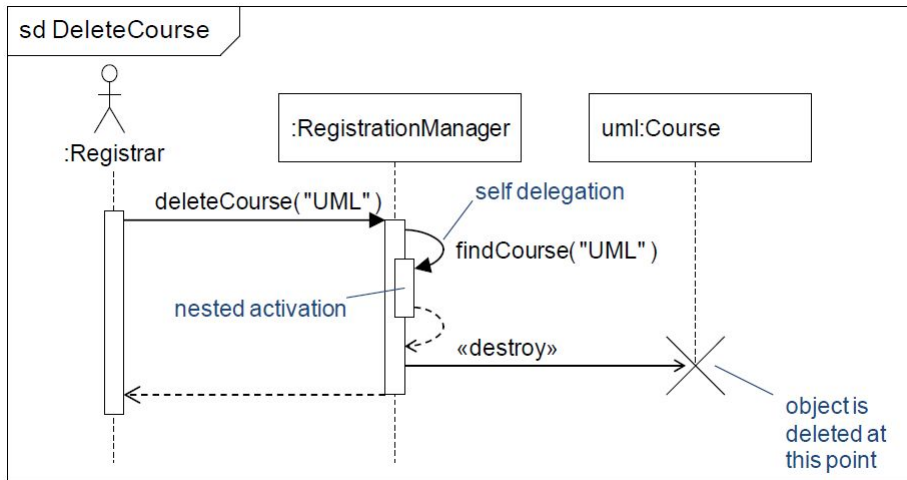 sd DeleteCourse
:Registrar
:RegistrationManager
uml:Course
deleteCourse("UML")
self delegation
findCourse("UML")
nested activation
«destroy»
object is
deleted at
this point